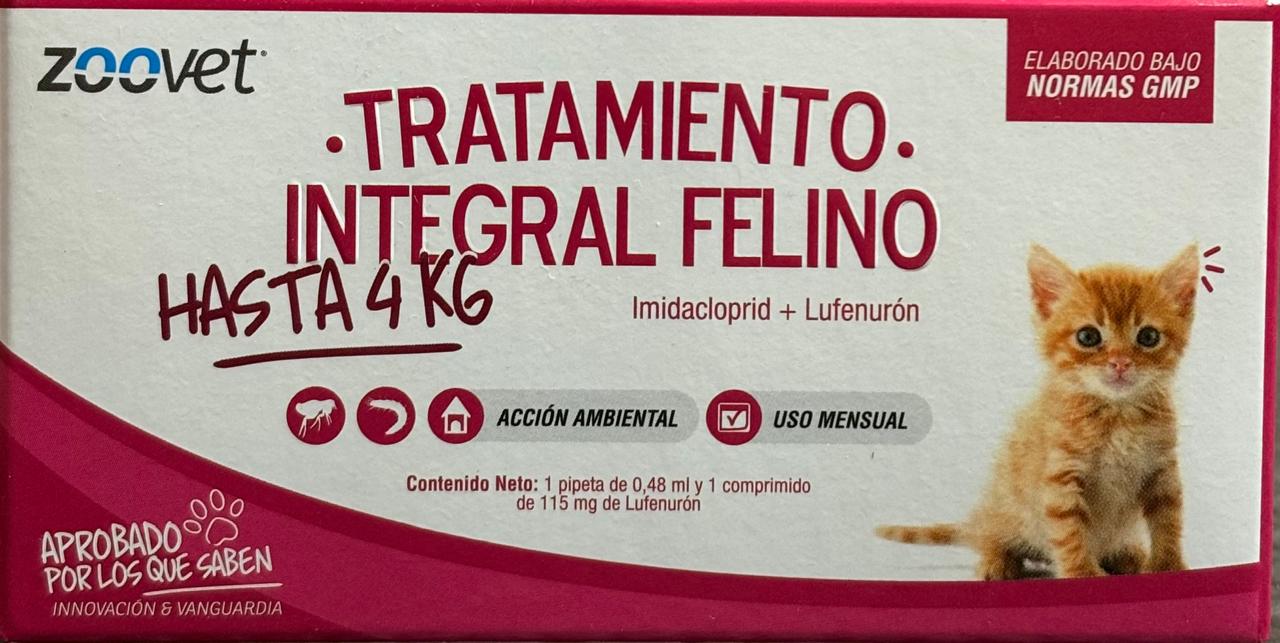 zoovet
ELABORADO BAJO
NORMAS GMP
·TRATAMIENTO·
INTEGRAL FELINO
HASTA 4 KG
Imidacloprid + Lufenurón
ACCIÓN AMBIENTAL
USO MENSUAL
Contenido Neto: 1 pipeta de 0,48 ml y 1 comprimido
de 115 mg de Lufenurón
APROBADO
POR LOS QUE SABEN
INNOVACIÓN & VANGUARDIA